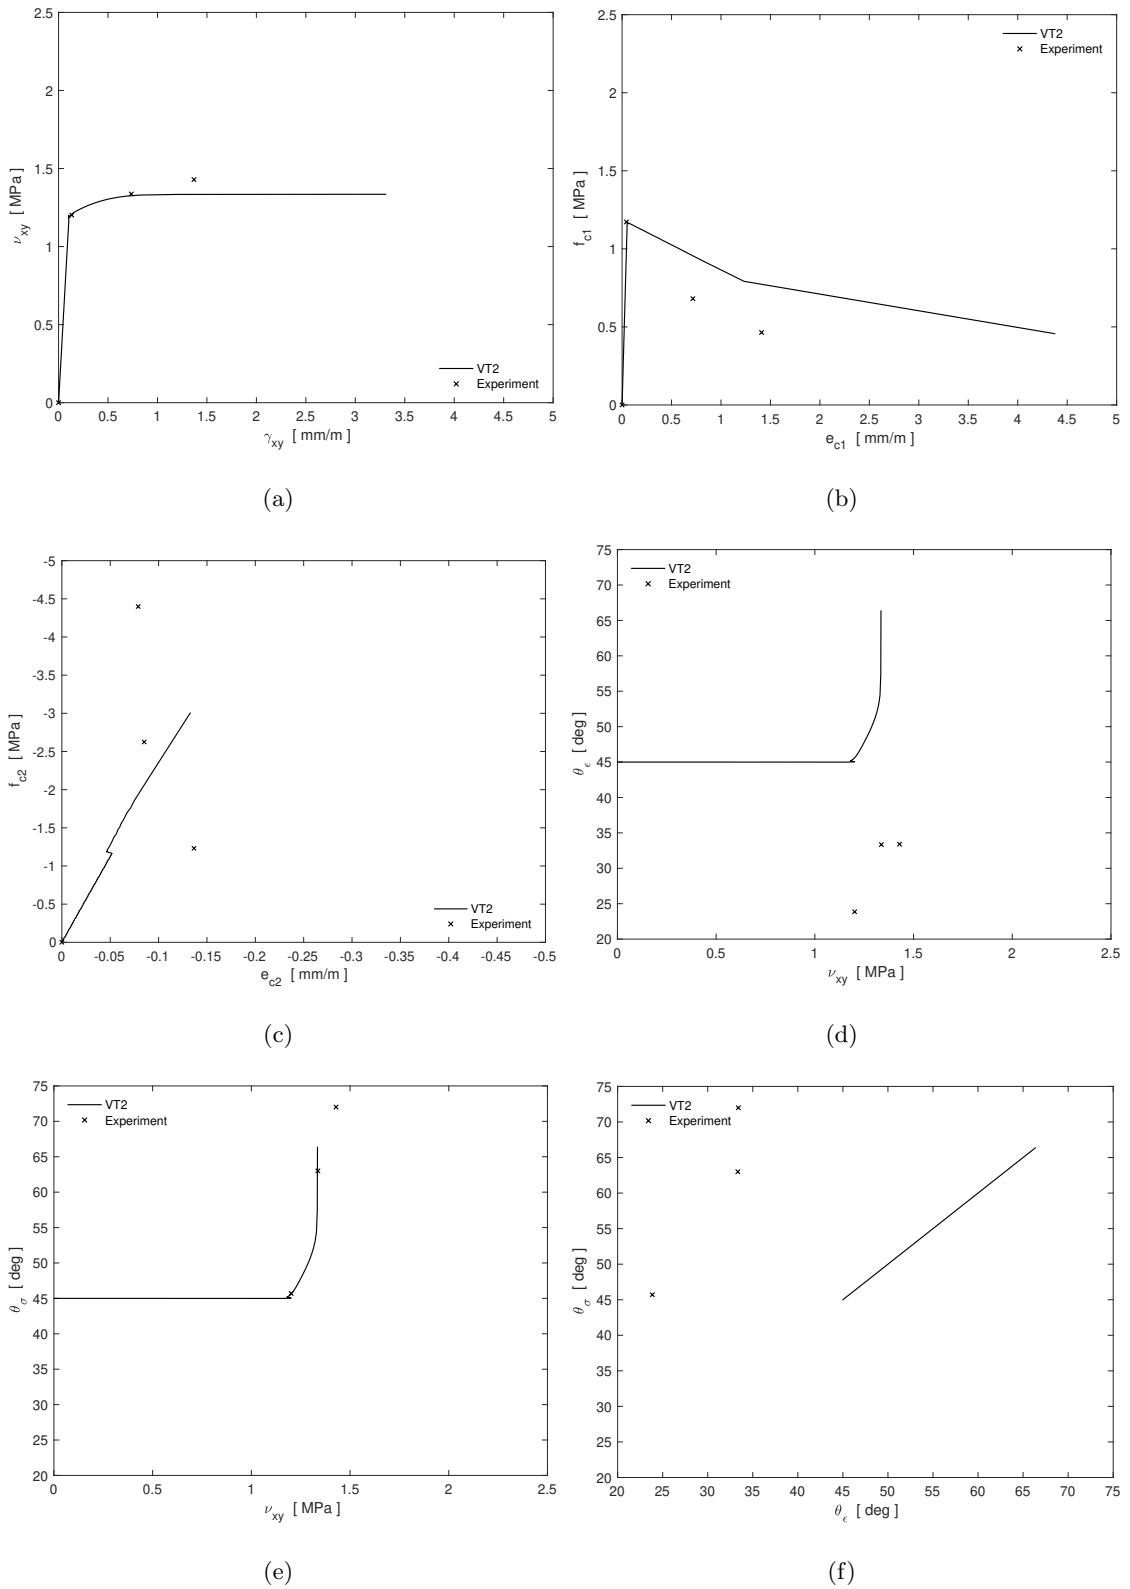 2.5
2
1.5
1
0.5
0
0 0.5 1 1.5 2 2.5 3 3.5 4 4.5 5
ν_xy [ MPa ]
γ_xy [ mm/m ]
VT2
Experiment
(a)
2.5
2
1.5
1
0.5
0
0 0.5 1 1.5 2 2.5 3 3.5 4 4.5 5
f_c1 [ MPa ]
e_c1 [ mm/m ]
VT2
Experiment
(b)
-5
-4.5
-4
-3.5
-3
-2.5
-2
-1.5
-1
-0.5
0
0 -0.05 -0.1 -0.15 -0.2 -0.25 -0.3 -0.35 -0.4 -0.45 -0.5
f_c2 [ MPa ]
e_c2 [ mm/m ]
VT2
Experiment
(c)
75
70
65
60
55
50
45
40
35
30
25
20
0 0.5 1 1.5 2 2.5
θ_ϵ [ deg ]
ν_xy [ MPa ]
VT2
Experiment
(d)
75
70
65
60
55
50
45
40
35
30
25
20
0 0.5 1 1.5 2 2.5
θ_σ [ deg ]
ν_xy [ MPa ]
VT2
Experiment
(e)
75
70
65
60
55
50
45
40
35
30
25
20
20 25 30 35 40 45 50 55 60 65 70 75
θ_σ [ deg ]
θ_ϵ [ deg ]
VT2
Experiment
(f)